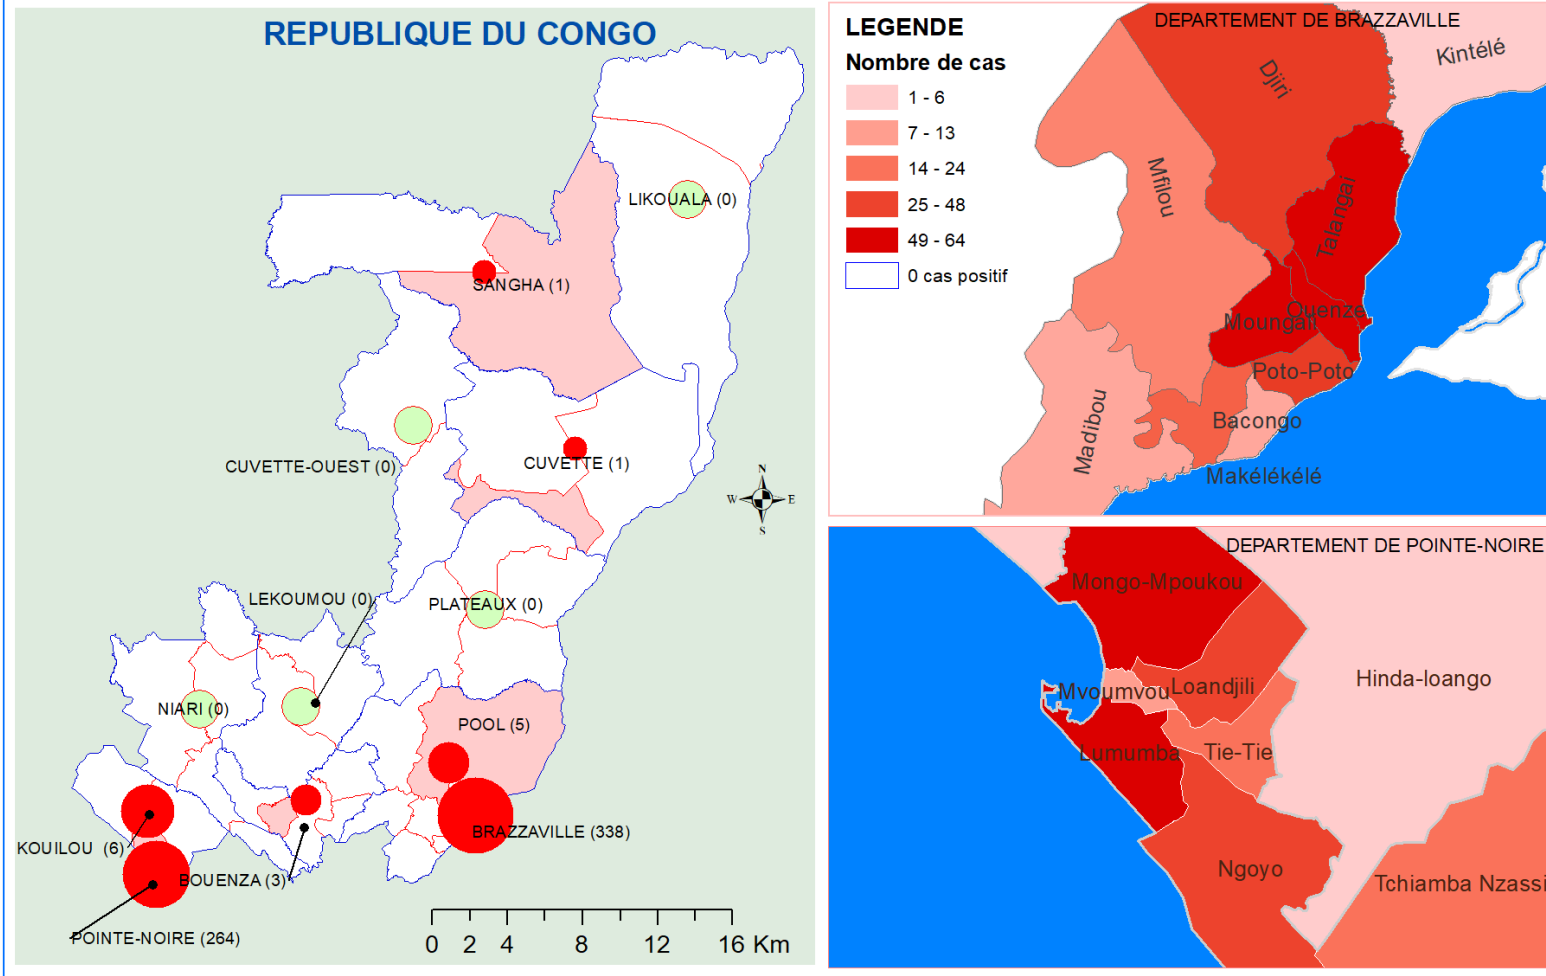 REPUBLIQUE DU CONGO
LIKOUALA (0)
SANGHA (1)
CUVETTE-OUEST (0)
CUVETTE (1)
N
W
E
S
LEKOUMOU (0)
PLATEAUX (0)
NIARI (0)
POOL (5)
BRAZZAVILLE (338)
KOUILOU (6)
BOUENZA (3)
POINTE-NOIRE (264)
0 2 4 8 12 16 Km
LEGENDE
Nombre de cas
1 - 6
7 - 13
14 - 24
25 - 48
49 - 64
0 cas positif
DEPARTEMENT DE BRAZZAVILLE
Kintélé
Djiri
Mfilou
Talangai
Ouenze
Moungali
Poto-Poto
Bacongo
Madibou
Makélékélé
DEPARTEMENT DE POINTE-NOIRE
Mongo-Mpoukou
Hinda-loango
Mvoumvou
Loandjili
Lumumba
Tie-Tie
Ngoyo
Tchiamba Nzassi